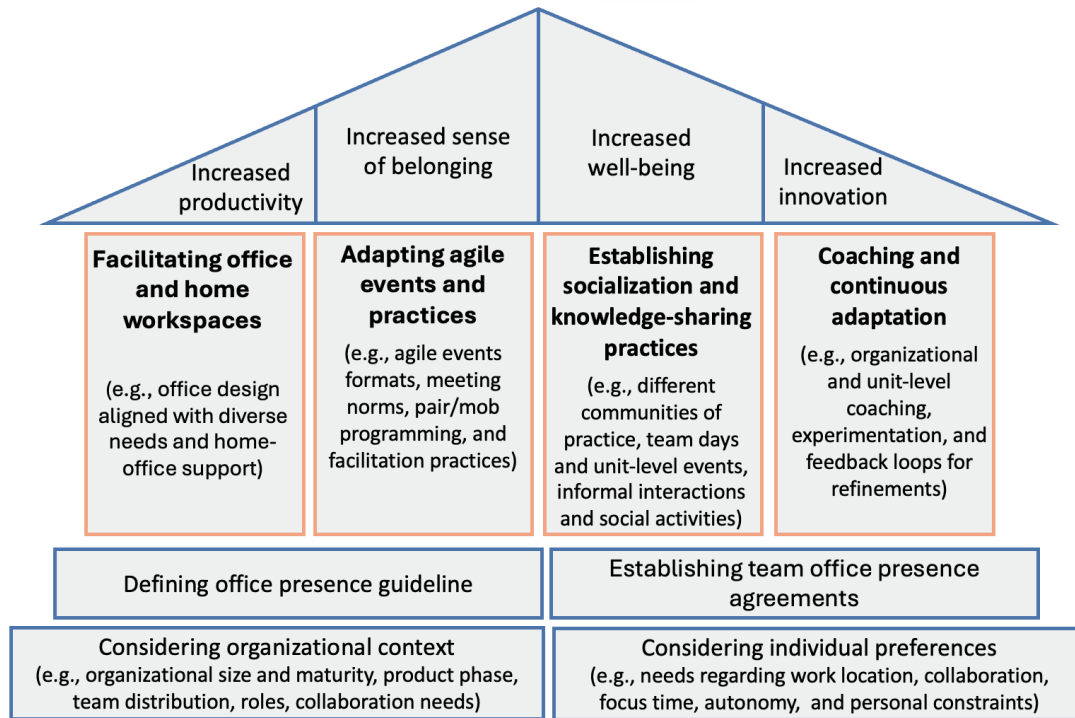 Increased
productivity
Increased sense
of belonging
Increased
well-being
Increased
innovation
Facilitating office
and home
workspaces
(e.g., office design
aligned with diverse
needs and home-
office support)
Adapting agile
events and
practices
(e.g., agile events
formats, meeting
norms, pair/mob
programming, and
facilitation practices)
Establishing
socialization and
knowledge-sharing
practices
(e.g., different
communities of
practice, team days
and unit-level events,
informal interactions
and social activities)
Coaching and
continuous
adaptation
(e.g., organizational
and unit-level
coaching,
experimentation, and
feedback loops for
refinements)
Defining office presence guideline
Establishing team office presence
agreements
Considering organizational context
(e.g., organizational size and maturity, product phase,
team distribution, roles, collaboration needs)
Considering individual preferences
(e.g., needs regarding work location, collaboration,
focus time, autonomy, and personal constraints)